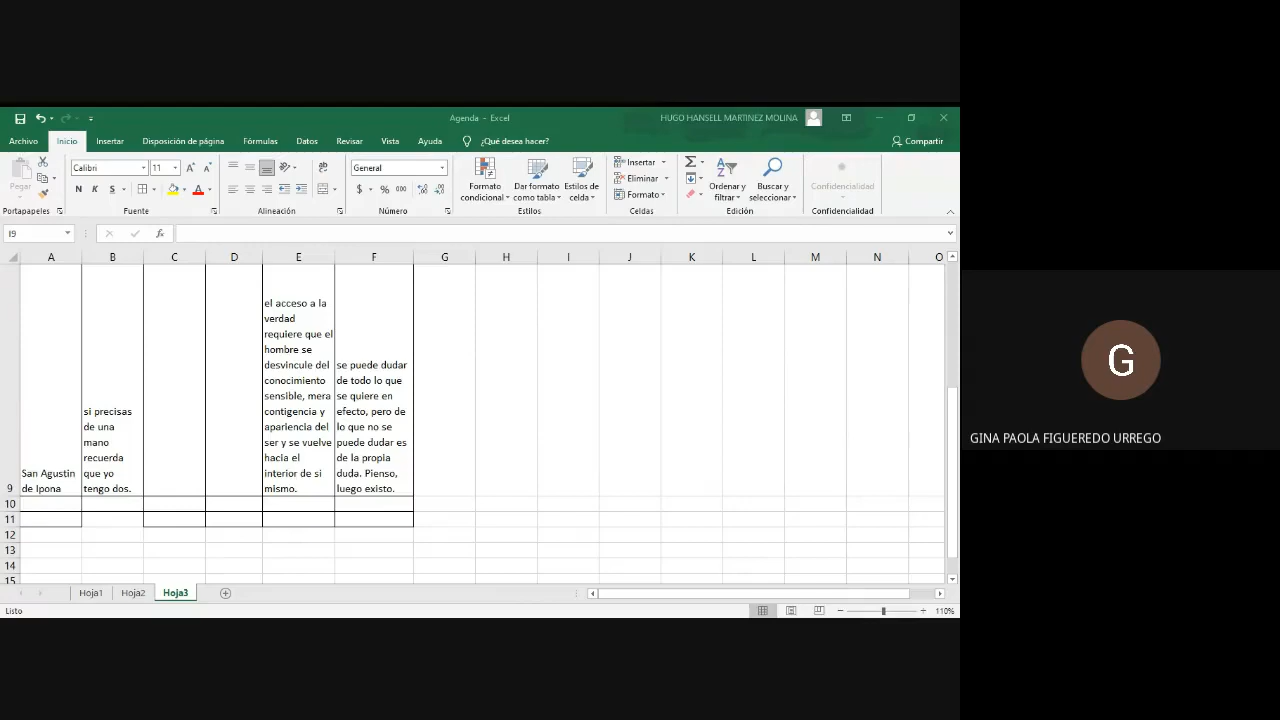 Agenda - Excel
HUGO HANSELL MARTINEZ MOLINA
Archivo Inicio Insertar Disposición de página Fórmulas Datos Revisar Vista Ayuda ¿Qué desea hacer? Compartir
Pegar
Calibri 11
N K S
General
$ % 000
Formato condicional
Dar formato como tabla
Estilos de celda
Insertar
Eliminar
Formato
Ordenar y filtrar
Buscar y seleccionar
Confidencialidad
Portapapeles Fuente Alineación Número Estilos Celdas Edición Confidencialidad
I9 fx
A B C D E F G H I J K L M N O
9
San Agustin
de Ipona
si precisas
de una
mano
recuerda
que yo
tengo dos.
el acceso a la
verdad
requiere que el
hombre se
desvincule del
conocimiento
sensible, mera
contigencia y
apariencia del
ser y se vuelve
hacia el
interior de si
mismo.
se puede dudar
de todo lo que
se quiere en
efecto, pero de
lo que no se
puede dudar es
de la propia
duda. Pienso,
luego existo.
10
11
12
13
14
15
Hoja1 Hoja2 Hoja3
Listo
110%
G
GINA PAOLA FIGUEREDO URREGO